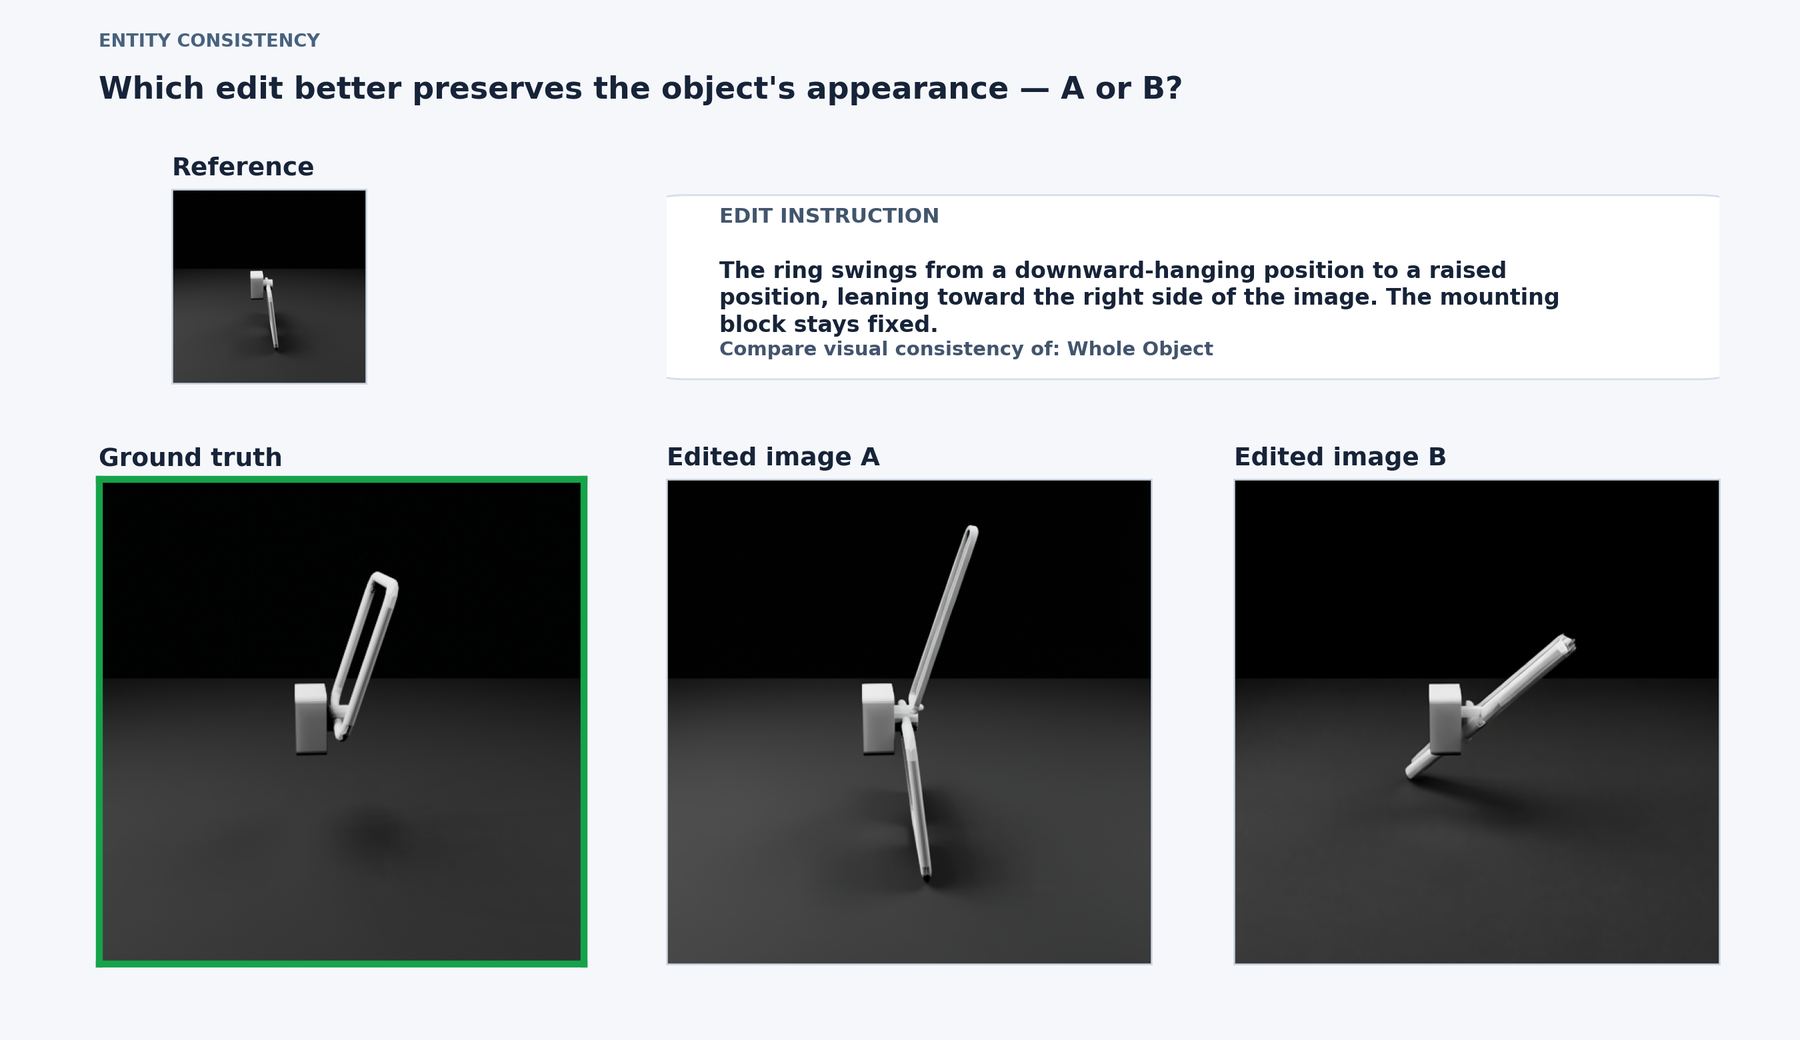 ENTITY CONSISTENCY
Which edit better preserves the object's appearance — A or B?
Reference
EDIT INSTRUCTION
The ring swings from a downward-hanging position to a raised
position, leaning toward the right side of the image. The mounting
block stays fixed.
Compare visual consistency of: Whole Object
Ground truth
Edited image A
Edited image B